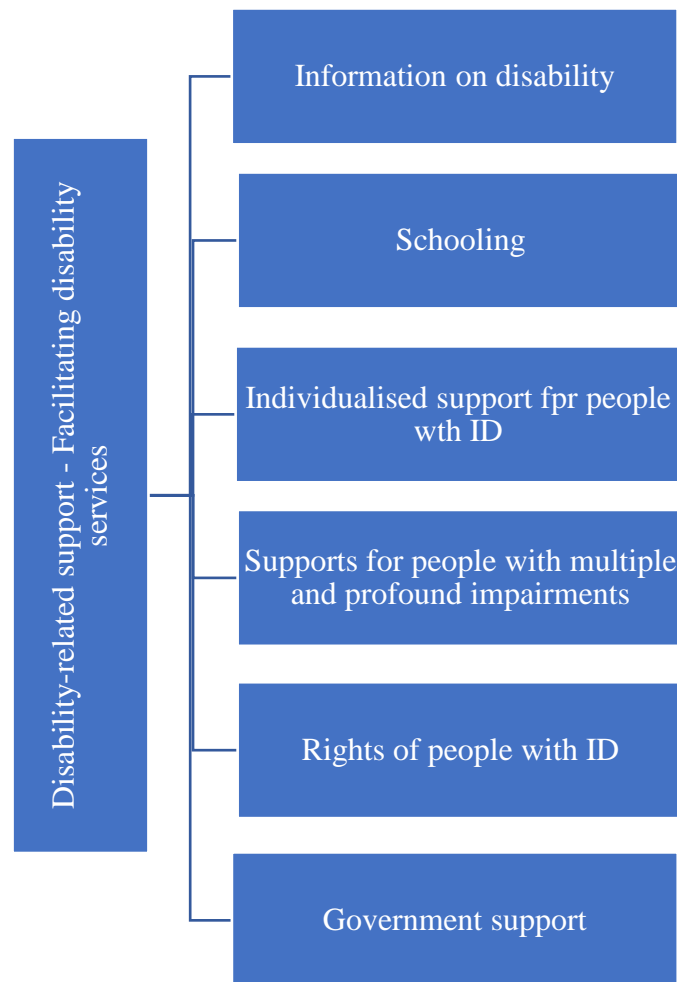 Disability-related support - Facilitating disability
services
Information on disability
Schooling
Individualised support fpr people
wth ID
Supports for people with multiple
and profound impairments
Rights of people with ID
Government support